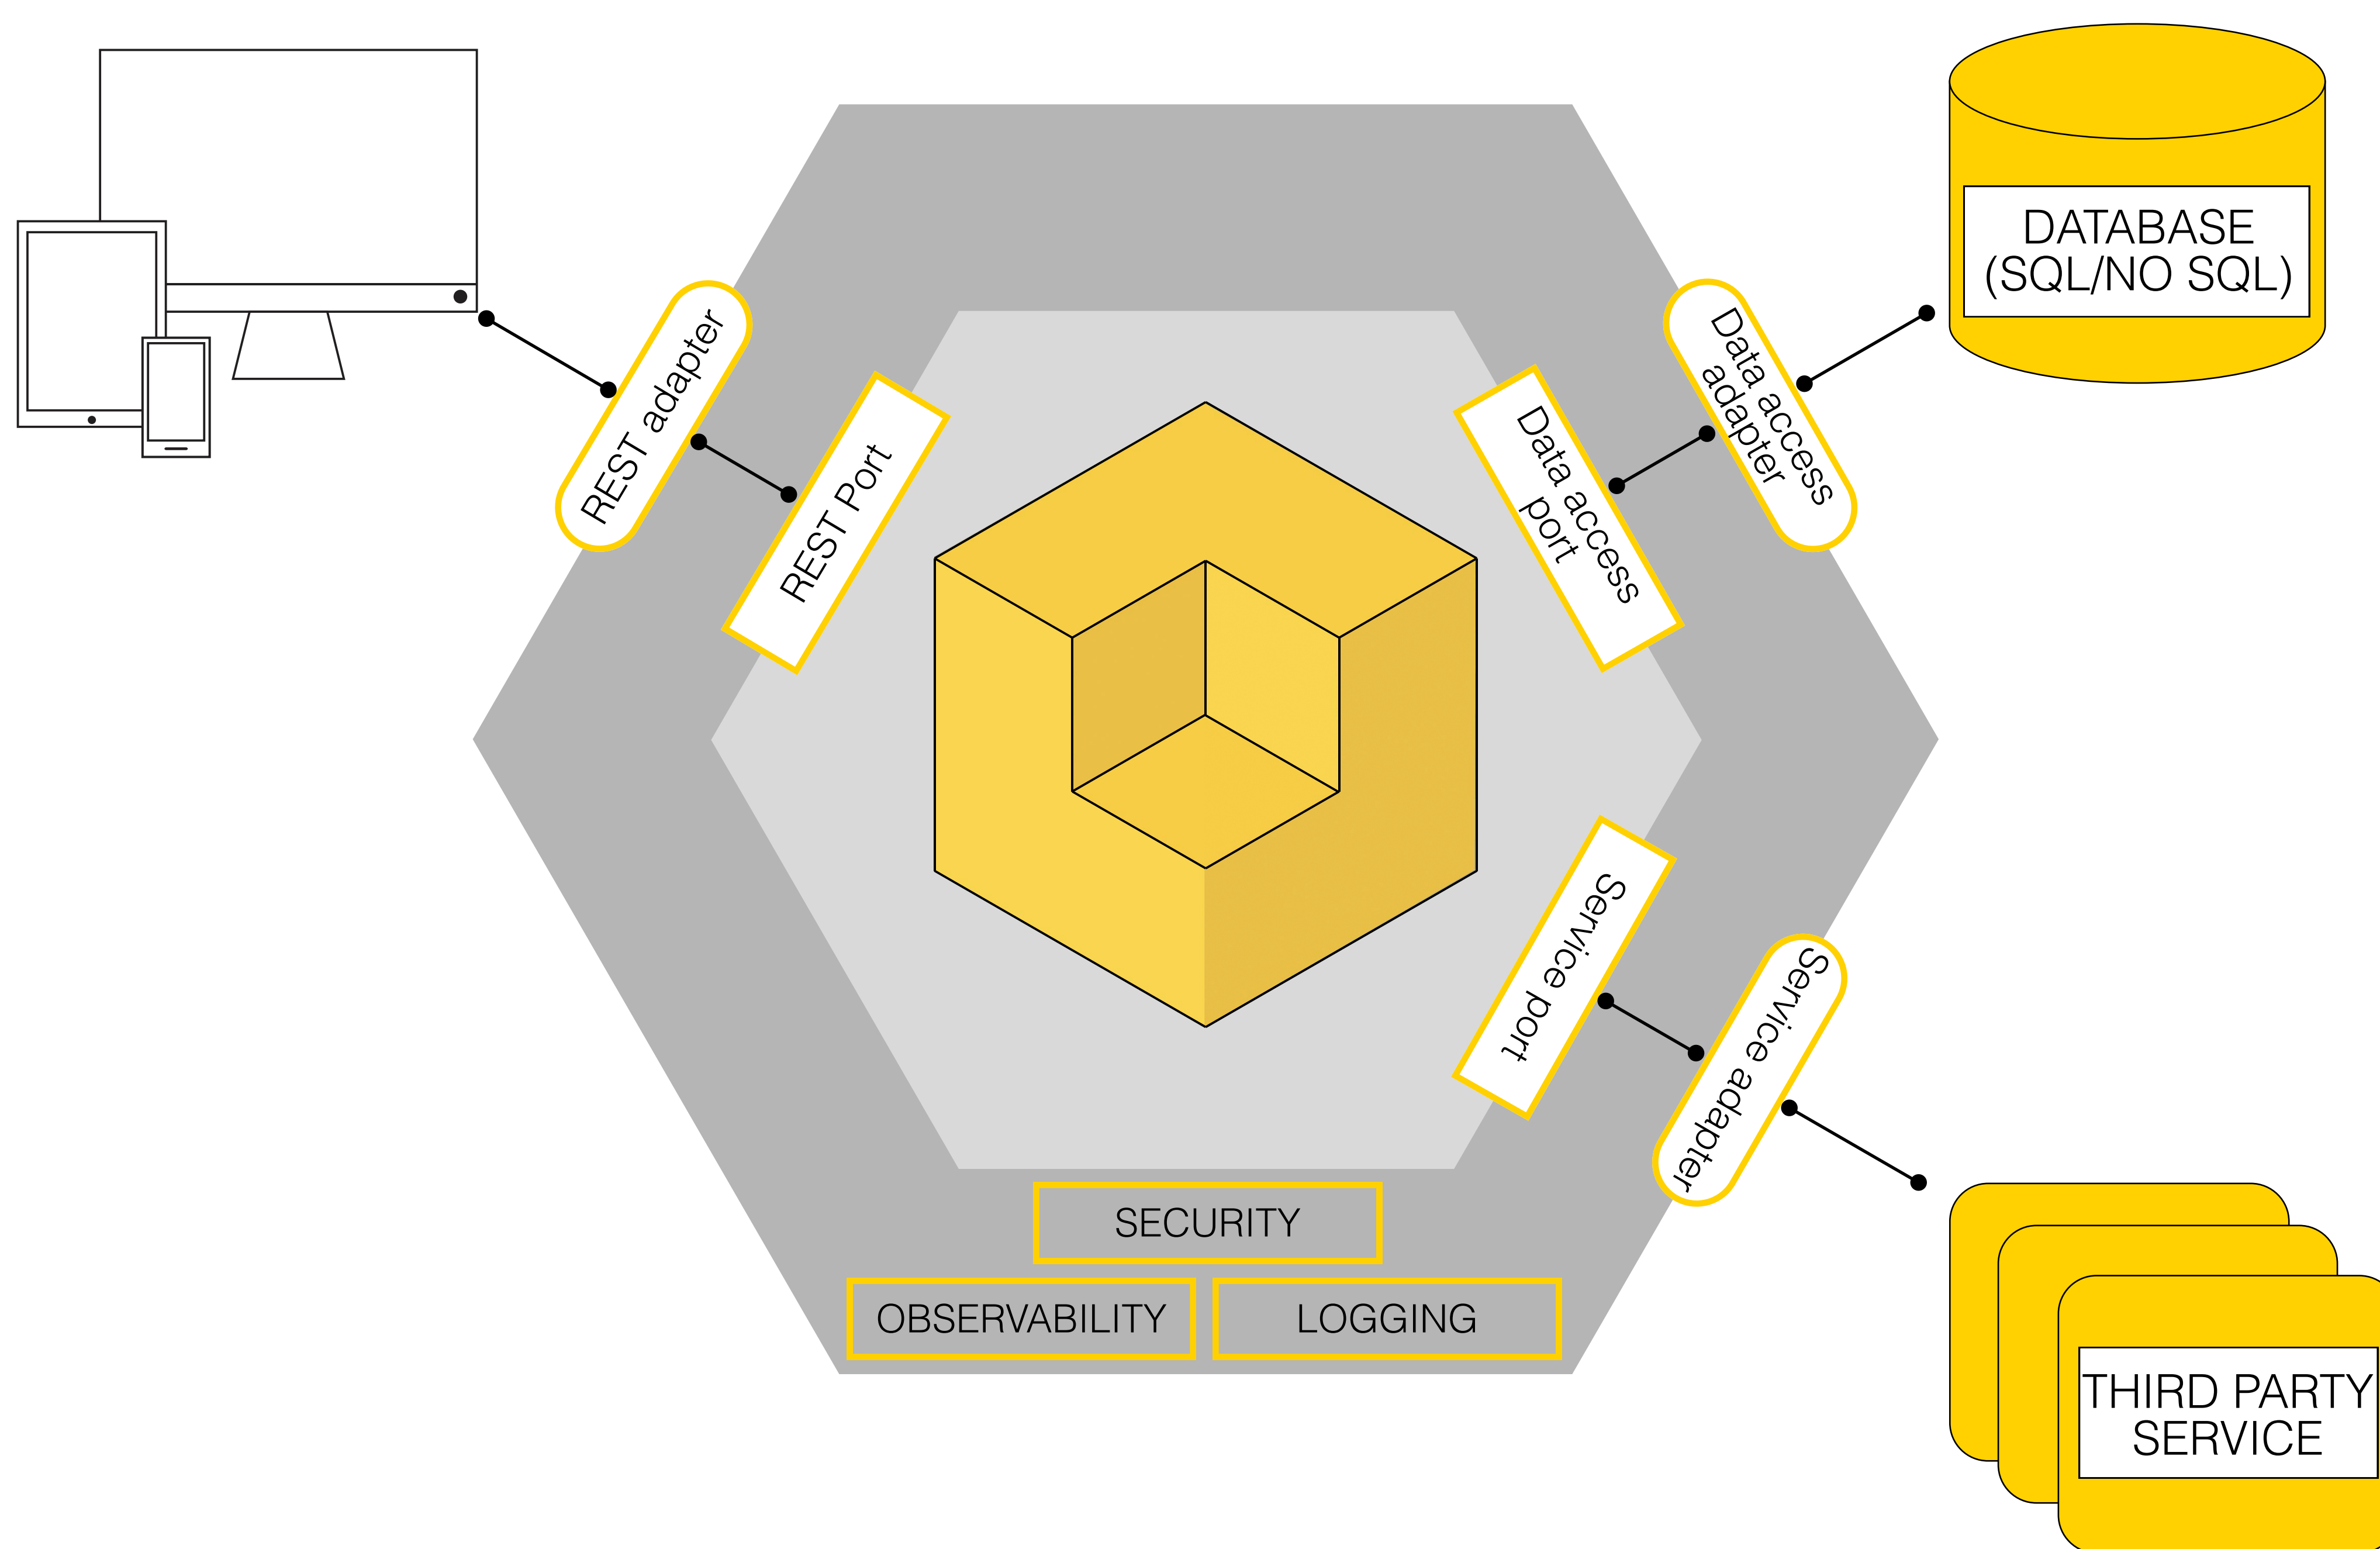 REST adapter
REST Port
Data access
port
Data access
adapter
DATABASE
(SQL/NO SQL)
Service port
Service adapter
SECURITY
OBSERVABILITY
LOGGING
THIRD PARTY
SERVICE